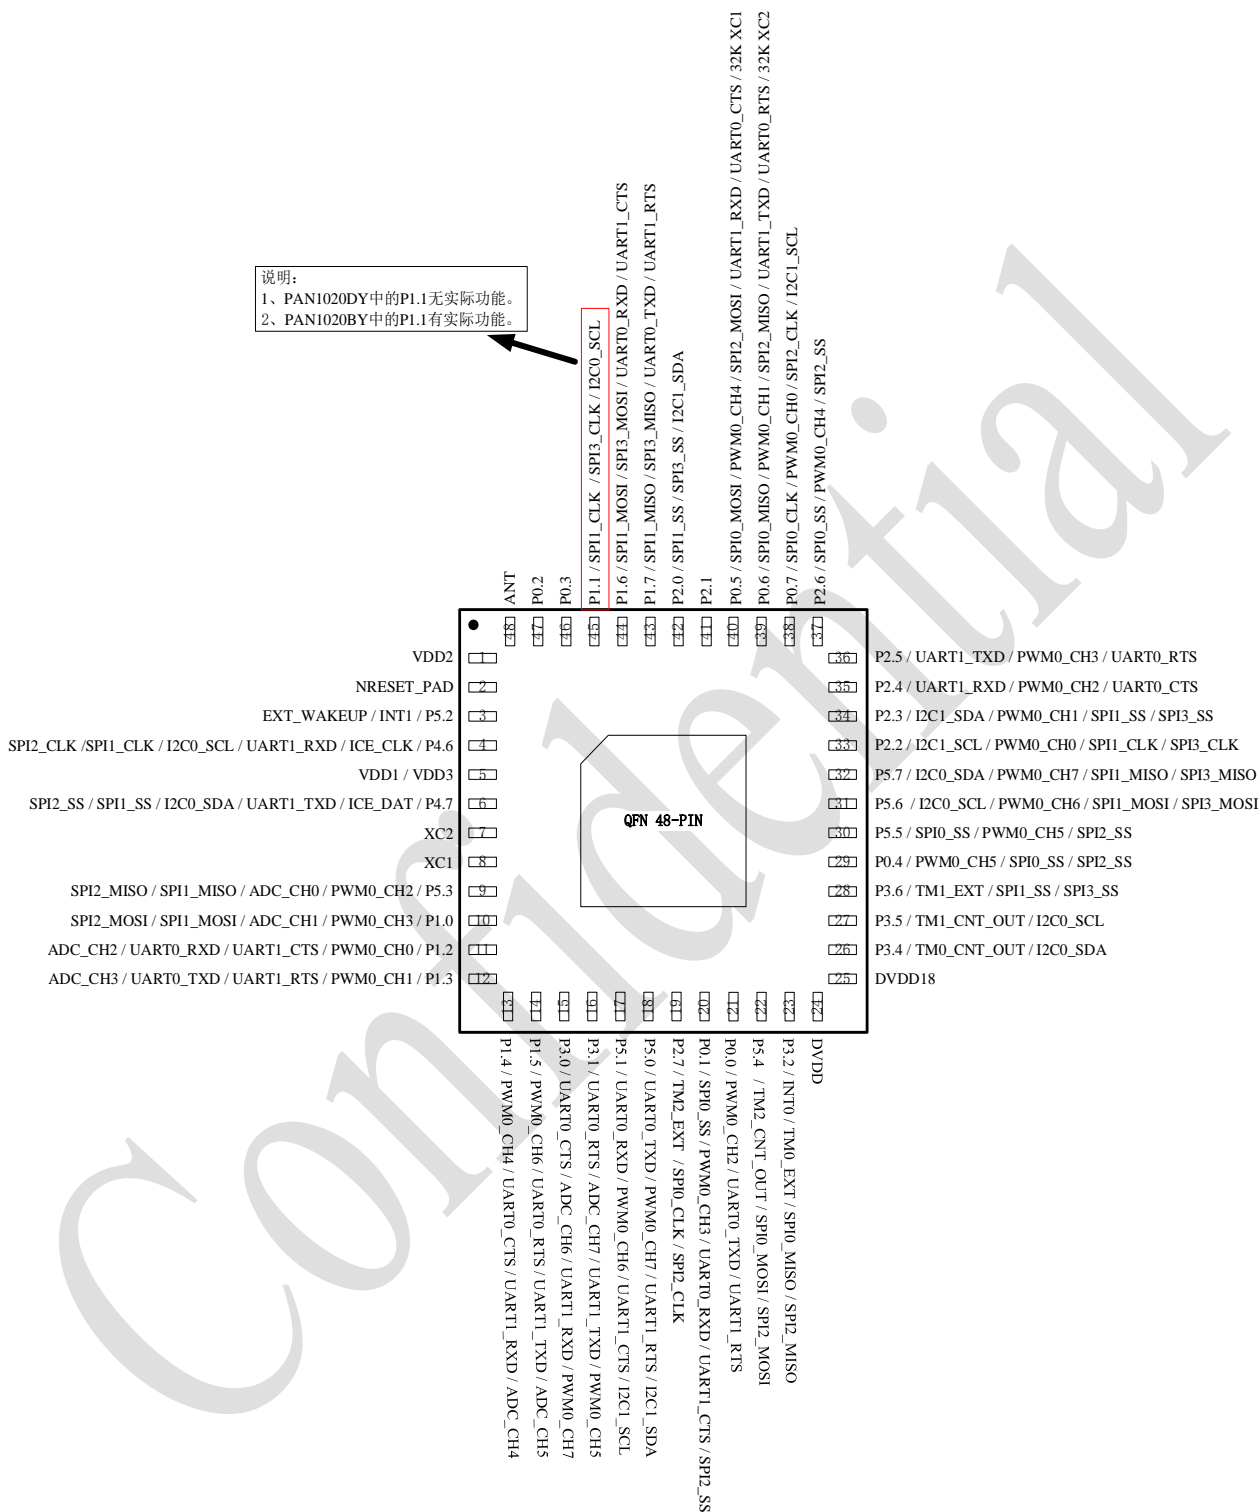 说明：
1、PAN1020DY中的P1.1无实际功能。
2、PAN1020BY中的P1.1有实际功能。
ANT
P0.2
P0.3
P1.1 / SPI1_CLK / SPI3_CLK / I2C0_SCL
P1.6 / SPI1_MOSI / SPI3_MOSI / UART0_RXD / UART1_CTS
P1.7 / SPI1_MISO / SPI3_MISO / UART0_TXD / UART1_RTS
P2.0 / SPI1_SS / SPI3_SS / I2C1_SDA
P2.1
P0.5 / SPI0_MOSI / PWM0_CH4 / SPI2_MOSI / UART1_RXD / UART0_CTS / 32K XC1
P0.6 / SPI0_MISO / PWM0_CH1 / SPI2_MISO / UART1_TXD / UART0_RTS / 32K XC2
P0.7 / SPI0_CLK / PWM0_CH0 / SPI2_CLK / I2C1_SCL
P2.6 / SPI0_SS / PWM0_CH4 / SPI2_SS
48
47
46
45
44
43
42
41
40
39
38
37
VDD2 1
NRESET_PAD 2
EXT_WAKEUP / INT1 / P5.2 3
SPI2_CLK /SPI1_CLK / I2C0_SCL / UART1_RXD / ICE_CLK / P4.6 4
VDD1 / VDD3 5
SPI2_SS / SPI1_SS / I2C0_SDA / UART1_TXD / ICE_DAT / P4.7 6
XC2 7
XC1 8
SPI2_MISO / SPI1_MISO / ADC_CH0 / PWM0_CH2 / P5.3 9
SPI2_MOSI / SPI1_MOSI / ADC_CH1 / PWM0_CH3 / P1.0 10
ADC_CH2 / UART0_RXD / UART1_CTS / PWM0_CH0 / P1.2 11
ADC_CH3 / UART0_TXD / UART1_RTS / PWM0_CH1 / P1.3 12
QFN 48-PIN
36 P2.5 / UART1_TXD / PWM0_CH3 / UART0_RTS
35 P2.4 / UART1_RXD / PWM0_CH2 / UART0_CTS
34 P2.3 / I2C1_SDA / PWM0_CH1 / SPI1_SS / SPI3_SS
33 P2.2 / I2C1_SCL / PWM0_CH0 / SPI1_CLK / SPI3_CLK
32 P5.7 / I2C0_SDA / PWM0_CH7 / SPI1_MISO / SPI3_MISO
31 P5.6 / I2C0_SCL / PWM0_CH6 / SPI1_MOSI / SPI3_MOSI
30 P5.5 / SPI0_SS / PWM0_CH5 / SPI2_SS
29 P0.4 / PWM0_CH5 / SPI0_SS / SPI2_SS
28 P3.6 / TM1_EXT / SPI1_SS / SPI3_SS
27 P3.5 / TM1_CNT_OUT / I2C0_SCL
26 P3.4 / TM0_CNT_OUT / I2C0_SDA
25 DVDD18
13
14
15
16
17
18
19
20
21
22
23
24
P1.4 / PWM0_CH4 / UART0_CTS / UART1_RXD / ADC_CH4
P1.5 / PWM0_CH6 / UART0_RTS / UART1_TXD / ADC_CH5
P3.0 / UART0_CTS / ADC_CH6 / UART1_RXD / PWM0_CH7
P3.1 / UART0_RTS / ADC_CH7 / UART1_TXD / PWM0_CH5
P5.1 / UART0_RXD / PWM0_CH6 / UART1_CTS / I2C1_SCL
P5.0 / UART0_TXD / PWM0_CH7 / UART1_RTS / I2C1_SDA
P2.7 / TM2_EXT / SPI0_CLK / SPI2_CLK
P0.1 / SPI0_SS / PWM0_CH3 / UART0_RXD / UART1_CTS / SPI2_SS
P0.0 / PWM0_CH2 / UART0_TXD / UART1_RTS
P5.4 / TM2_CNT_OUT / SPI0_MOSI / SPI2_MOSI
P3.2 / INT0 / TM0_EXT / SPI0_MISO / SPI2_MISO
DVDD
Confidential